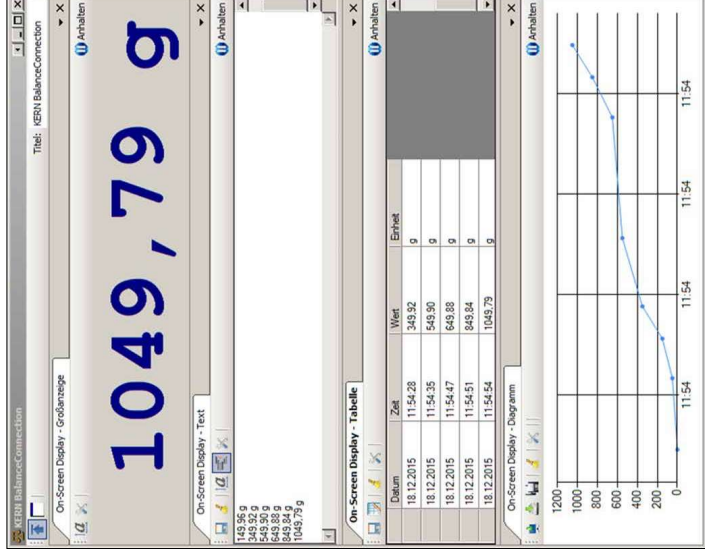 KERN BalanceConnection
Titel: KERN BalanceConnection
On-Screen Display - Großanzeige
Anhalten
1049,79 g
On-Screen Display - Text
Anhalten
149,96 g
349,92 g
549,90 g
649,88 g
849,84 g
1049,79 g
On-Screen Display - Tabelle
Anhalten
Datum Zeit Wert Einheit
18.12.2015 11:54:28 349,92 g
18.12.2015 11:54:35 549,90 g
18.12.2015 11:54:47 649,88 g
18.12.2015 11:54:51 849,84 g
18.12.2015 11:54:54 1049,79 g
On-Screen Display - Diagramm
Anhalten
1200
1000
800
600
400
200
0
11:54 11:54 11:54 11:54